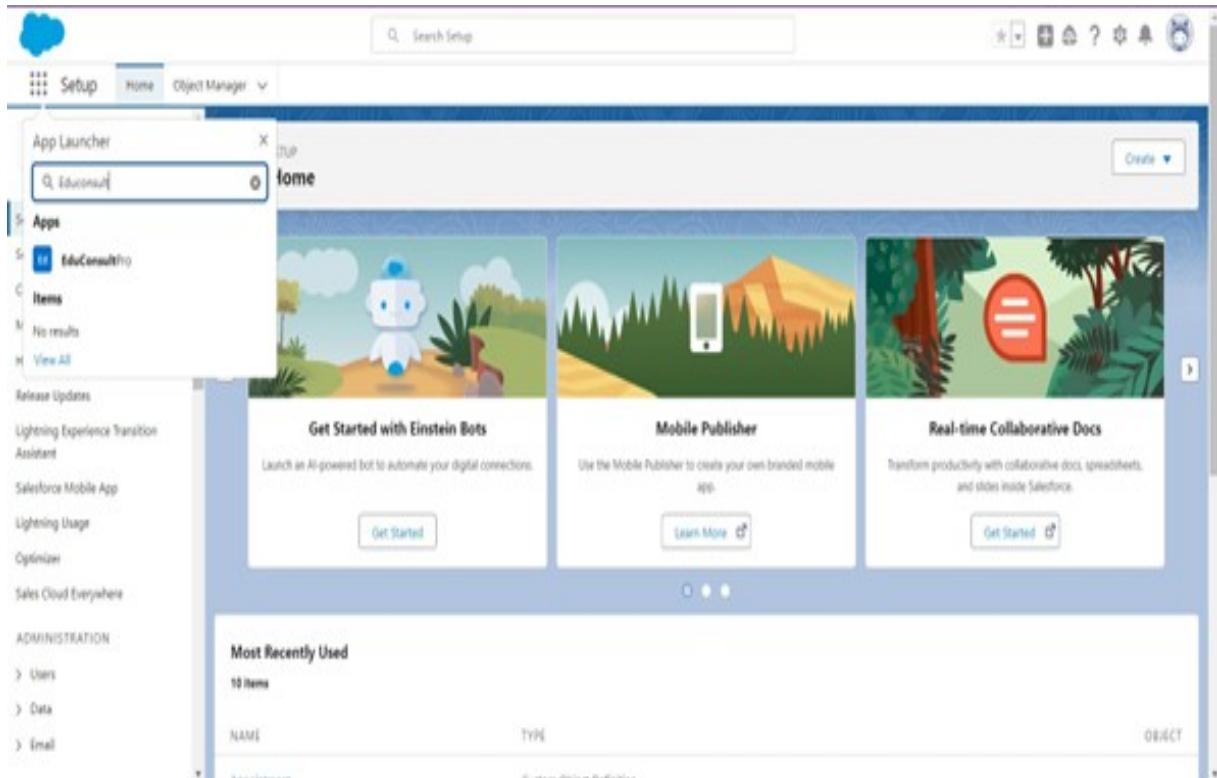 Search Setup
Setup
Home
Object Manager
App Launcher
Educonsult
Apps
EduConsultPro
Items
No results
View All
Home
Create
Release Updates
Lightning Experience Transition
Assistant
Salesforce Mobile App
Lightning Usage
Optimizer
Sales Cloud Everywhere
ADMINISTRATION
> Users
> Data
> Email
Get Started with Einstein Bots
Launch an AI-powered bot to automate your digital connections.
Get Started
Mobile Publisher
Use the Mobile Publisher to create your own branded mobile
app.
Learn More
Real-time Collaborative Docs
Transform productivity with collaborative docs, spreadsheets,
and slides inside Salesforce.
Get Started
Most Recently Used
10 items
NAME
TYPE
OBJECT